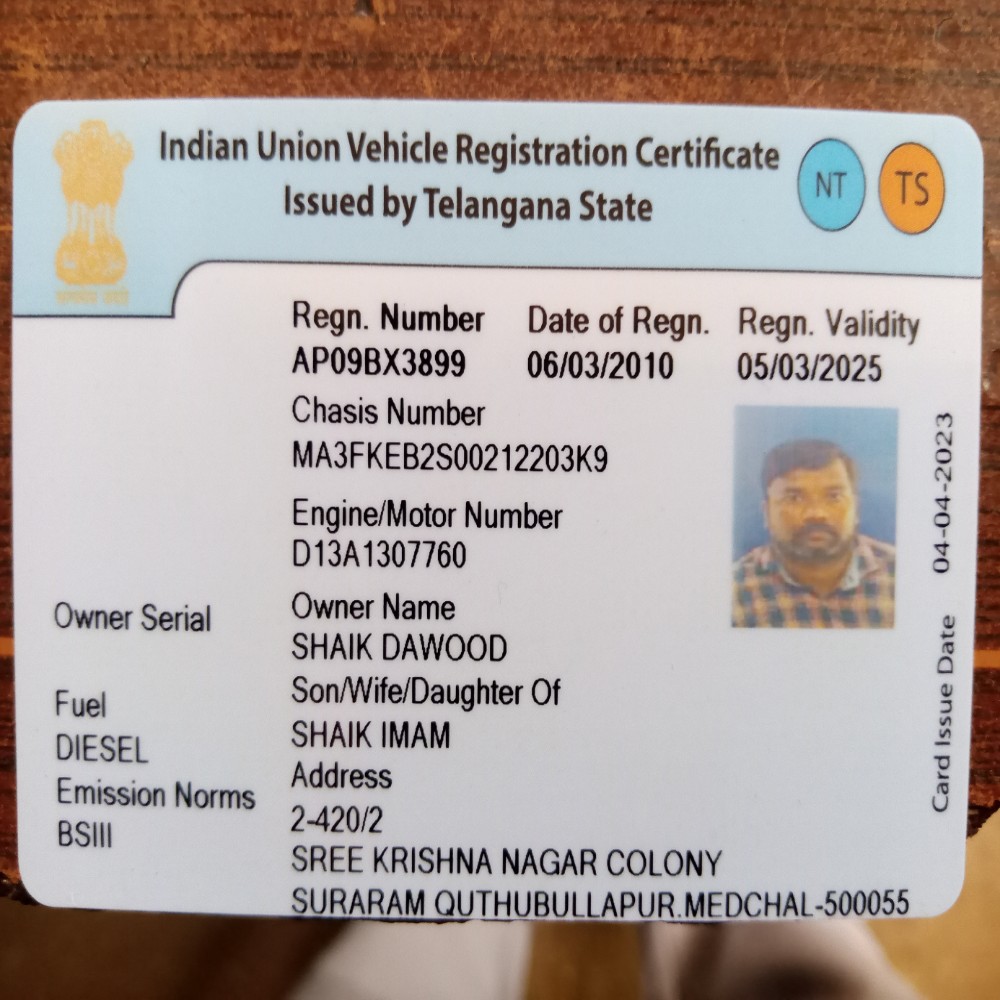 Indian Union Vehicle Registration Certificate
Issued by Telangana State
NT TS
Regn. Number Date of Regn. Regn. Validity
AP09BX3899 06/03/2010 05/03/2025
Chasis Number
MA3FKEB2S00212203K9
Engine/Motor Number
D13A1307760
Owner Serial
Owner Name
SHAIK DAWOOD
Son/Wife/Daughter Of
SHAIK IMAM
Fuel
DIESEL
Emission Norms
BSIII
Address
2-420/2
SREE KRISHNA NAGAR COLONY
SURARAM QUTHUBULLAPUR.MEDCHAL-500055
Card Issue Date 04-04-2023